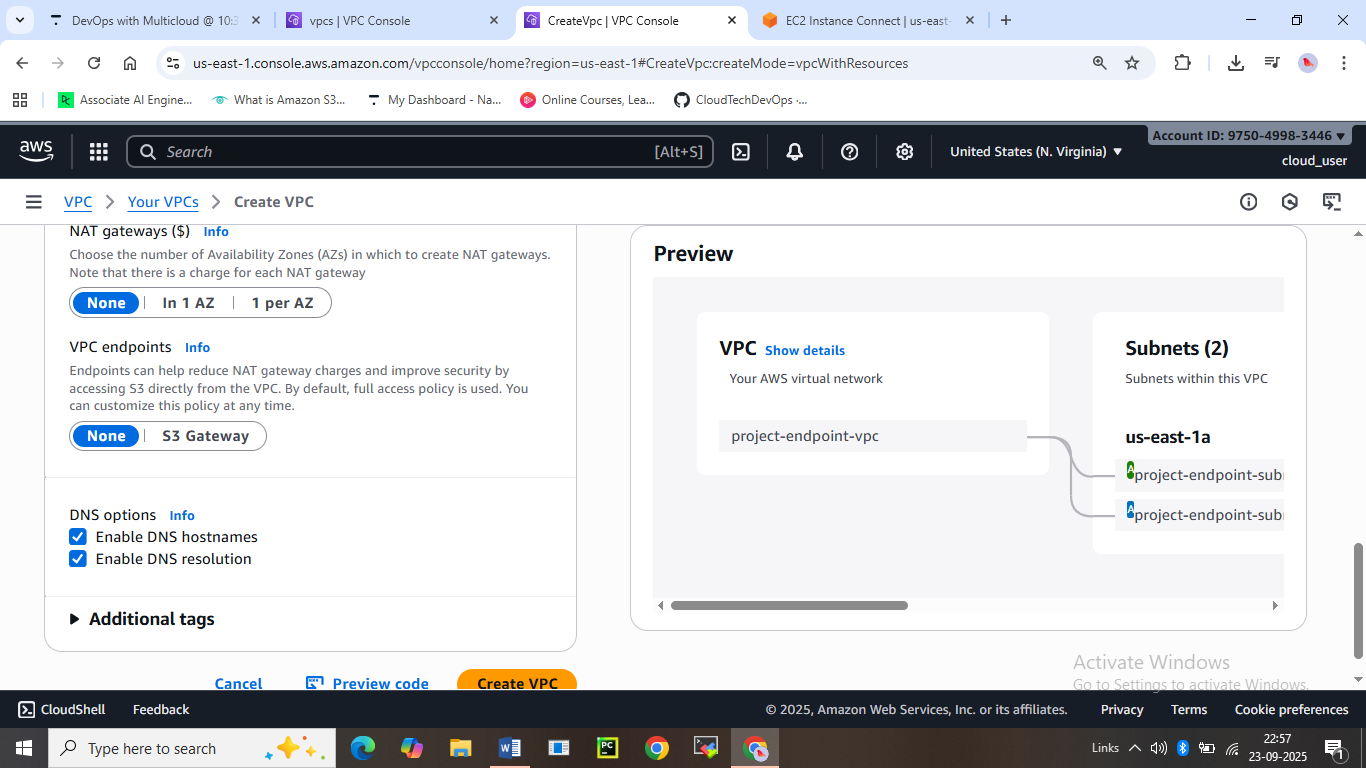 DevOps with Multicloud @ 10:3
vpcs | VPC Console
CreateVpc | VPC Console
EC2 Instance Connect | us-east-
us-east-1.console.aws.amazon.com/vpcconsole/home?region=us-east-1#CreateVpc:createMode=vpcWithResources
Associate AI Engine...
What is Amazon S3...
My Dashboard - Na...
Online Courses, Lea...
CloudTechDevOps -...
aws
Search
[Alt+S]
United States (N. Virginia)
Account ID: 9750-4998-3446
cloud_user
VPC
Your VPCs
Create VPC
NAT gateways ($) Info
Choose the number of Availability Zones (AZs) in which to create NAT gateways.
Note that there is a charge for each NAT gateway
None
In 1 AZ
1 per AZ
VPC endpoints Info
Endpoints can help reduce NAT gateway charges and improve security by
accessing S3 directly from the VPC. By default, full access policy is used. You
can customize this policy at any time.
None
S3 Gateway
DNS options Info
Enable DNS hostnames
Enable DNS resolution
Additional tags
Cancel
Preview code
Create VPC
Preview
VPC Show details
Your AWS virtual network
project-endpoint-vpc
Subnets (2)
Subnets within this VPC
us-east-1a
A project-endpoint-subn
A project-endpoint-subn
Activate Windows
Go to Settings to activate Windows.
CloudShell
Feedback
© 2025, Amazon Web Services, Inc. or its affiliates.
Privacy
Terms
Cookie preferences
Type here to search
Links
22:57
23-09-2025
1